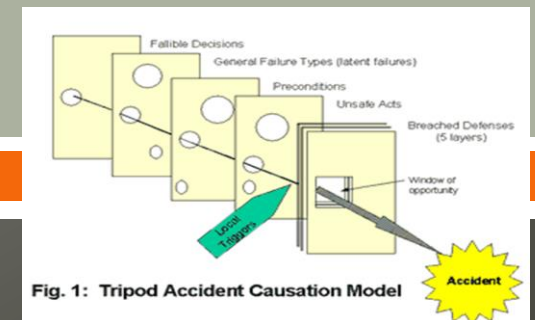 Fallible Decisions
General Failure Types (latent failures)
Preconditions
Unsafe Acts
Breached Defenses
(5 layers)
Window of
opportunity
Local
Triggers
Accident
Fig. 1: Tripod Accident Causation Model